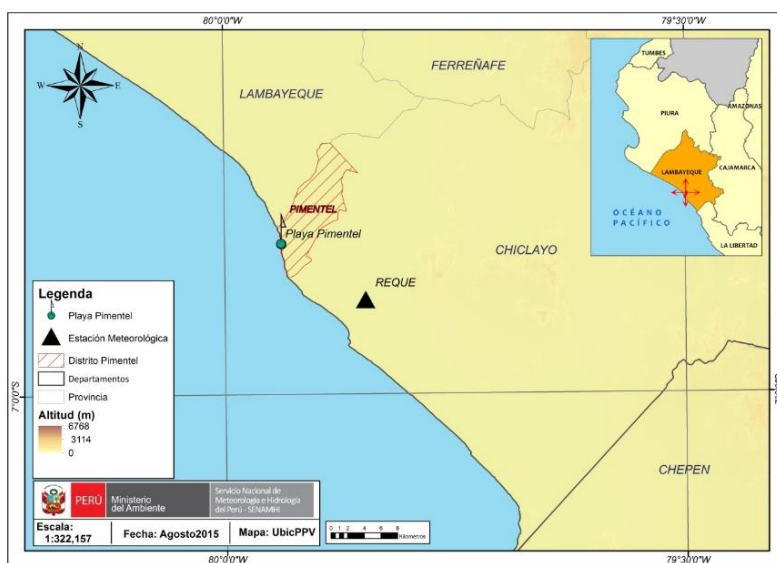 80°0'0"W
79°30'0"W
N
W
E
S
FERREÑAFE
LAMBAYEQUE
PIMENTEL
Playa Pimentel
CHICLAYO
REQUE
CHEPEN
7°0'0"S
TUMBES
PIURA
AMAZONAS
CAJAMARCA
LAMBAYEQUE
OCÉANO
PACÍFICO
LA LIBERTAD
Legenda
Playa Pimentel
Estación Meteorológica
Distrito Pimentel
Departamentos
Provincia
Altitud (m)
6768
3114
0
PERÚ
Ministerio
del Ambiente
Servicio Nacional de
Meteorología e Hidrología
del Perú - SENAMHI
Escala:
1:322,157
Fecha: Agosto2015
Mapa: UbicPPV
0 1 2 4 6 8
Kilometros
80°0'0"W
79°30'0"W